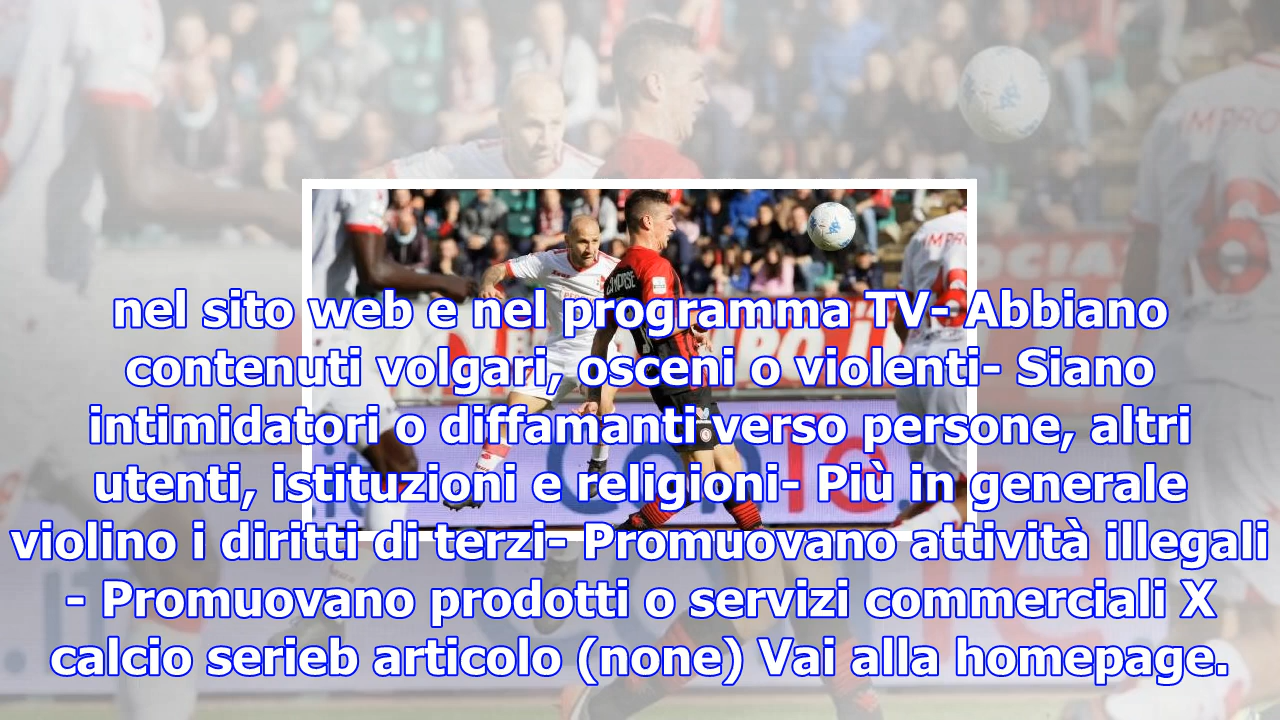 nel sito web e nel programma TV- Abbiano
contenuti volgari, osceni o violenti- Siano
intimidatori o diffamanti verso persone, altri
utenti, istituzioni e religioni- Più in generale
violino i diritti di terzi- Promuovano attività illegali
- Promuovano prodotti o servizi commerciali X
calcio serieb articolo (none) Vai alla homepage.